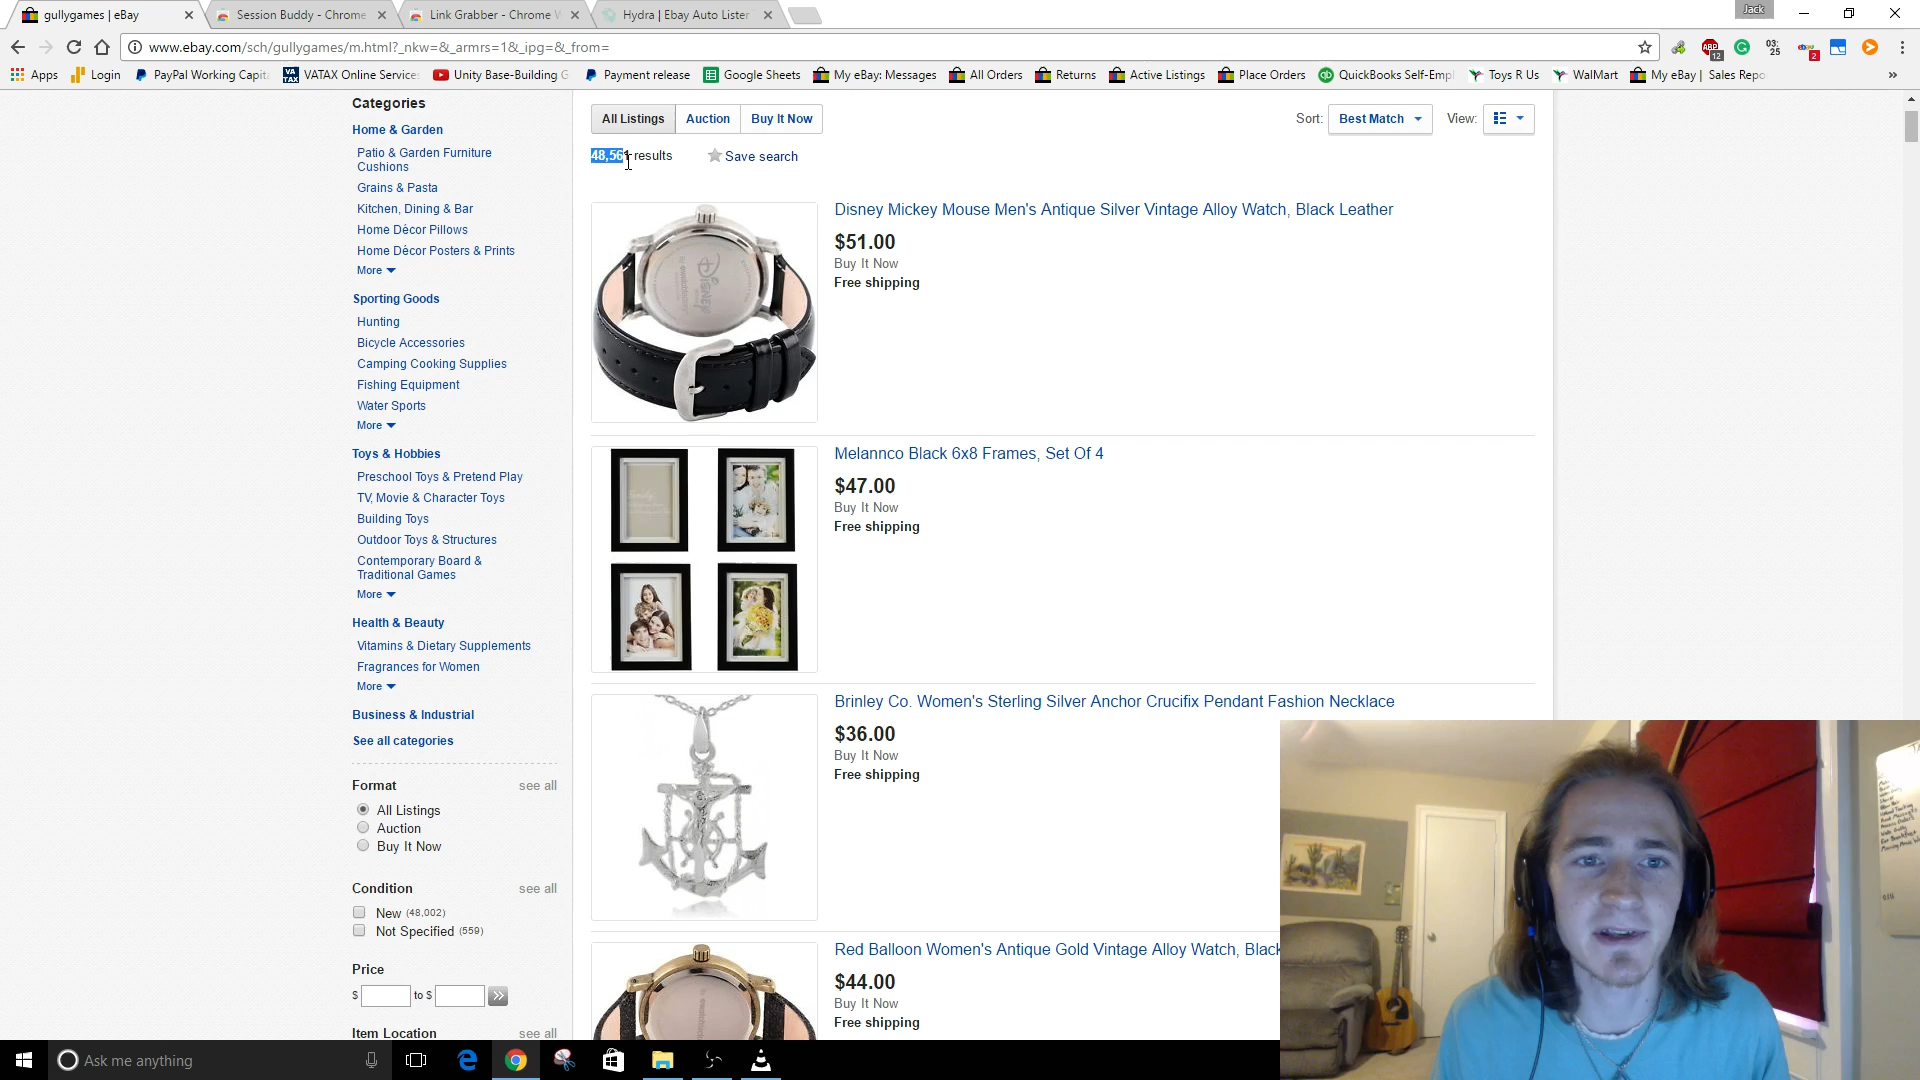 gullygames | eBay
Session Buddy - Chrome
Link Grabber - Chrome
Hydra | Ebay Auto Lister
Jack
www.ebay.com/sch/gullygames/m.html?_nkw=&_armrs=1&_ipg=&_from=
ABP
12
03:
25
2
Apps
Login
PayPal Working Capit
VA TAX
VATAX Online Service
Unity Base-Building G
Payment release
Google Sheets
My eBay: Messages
All Orders
Returns
Active Listings
Place Orders
QuickBooks Self-Empl
Toys R Us
WalMart
My eBay | Sales Repo
»
Categories
Home & Garden
Patio & Garden Furniture
Cushions
Grains & Pasta
Kitchen, Dining & Bar
Home Décor Pillows
Home Décor Posters & Prints
More
Sporting Goods
Hunting
Bicycle Accessories
Camping Cooking Supplies
Fishing Equipment
Water Sports
More
Toys & Hobbies
Preschool Toys & Pretend Play
TV, Movie & Character Toys
Building Toys
Outdoor Toys & Structures
Contemporary Board &
Traditional Games
More
Health & Beauty
Vitamins & Dietary Supplements
Fragrances for Women
More
Business & Industrial
See all categories
Format see all
All Listings
Auction
Buy It Now
Condition see all
New (48,002)
Not Specified (559)
Price
$ to $ »
Item Location see all
All Listings Auction Buy It Now
Sort: Best Match View:
48,561 results Save search
Disney Mickey Mouse Men's Antique Silver Vintage Alloy Watch, Black Leather
$51.00
Buy It Now
Free shipping
Disney
Melannco Black 6x8 Frames, Set Of 4
$47.00
Buy It Now
Free shipping
Brinley Co. Women's Sterling Silver Anchor Crucifix Pendant Fashion Necklace
$36.00
Buy It Now
Free shipping
Red Balloon Women's Antique Gold Vintage Alloy Watch, Black
$44.00
Buy It Now
Free shipping
Ask me anything